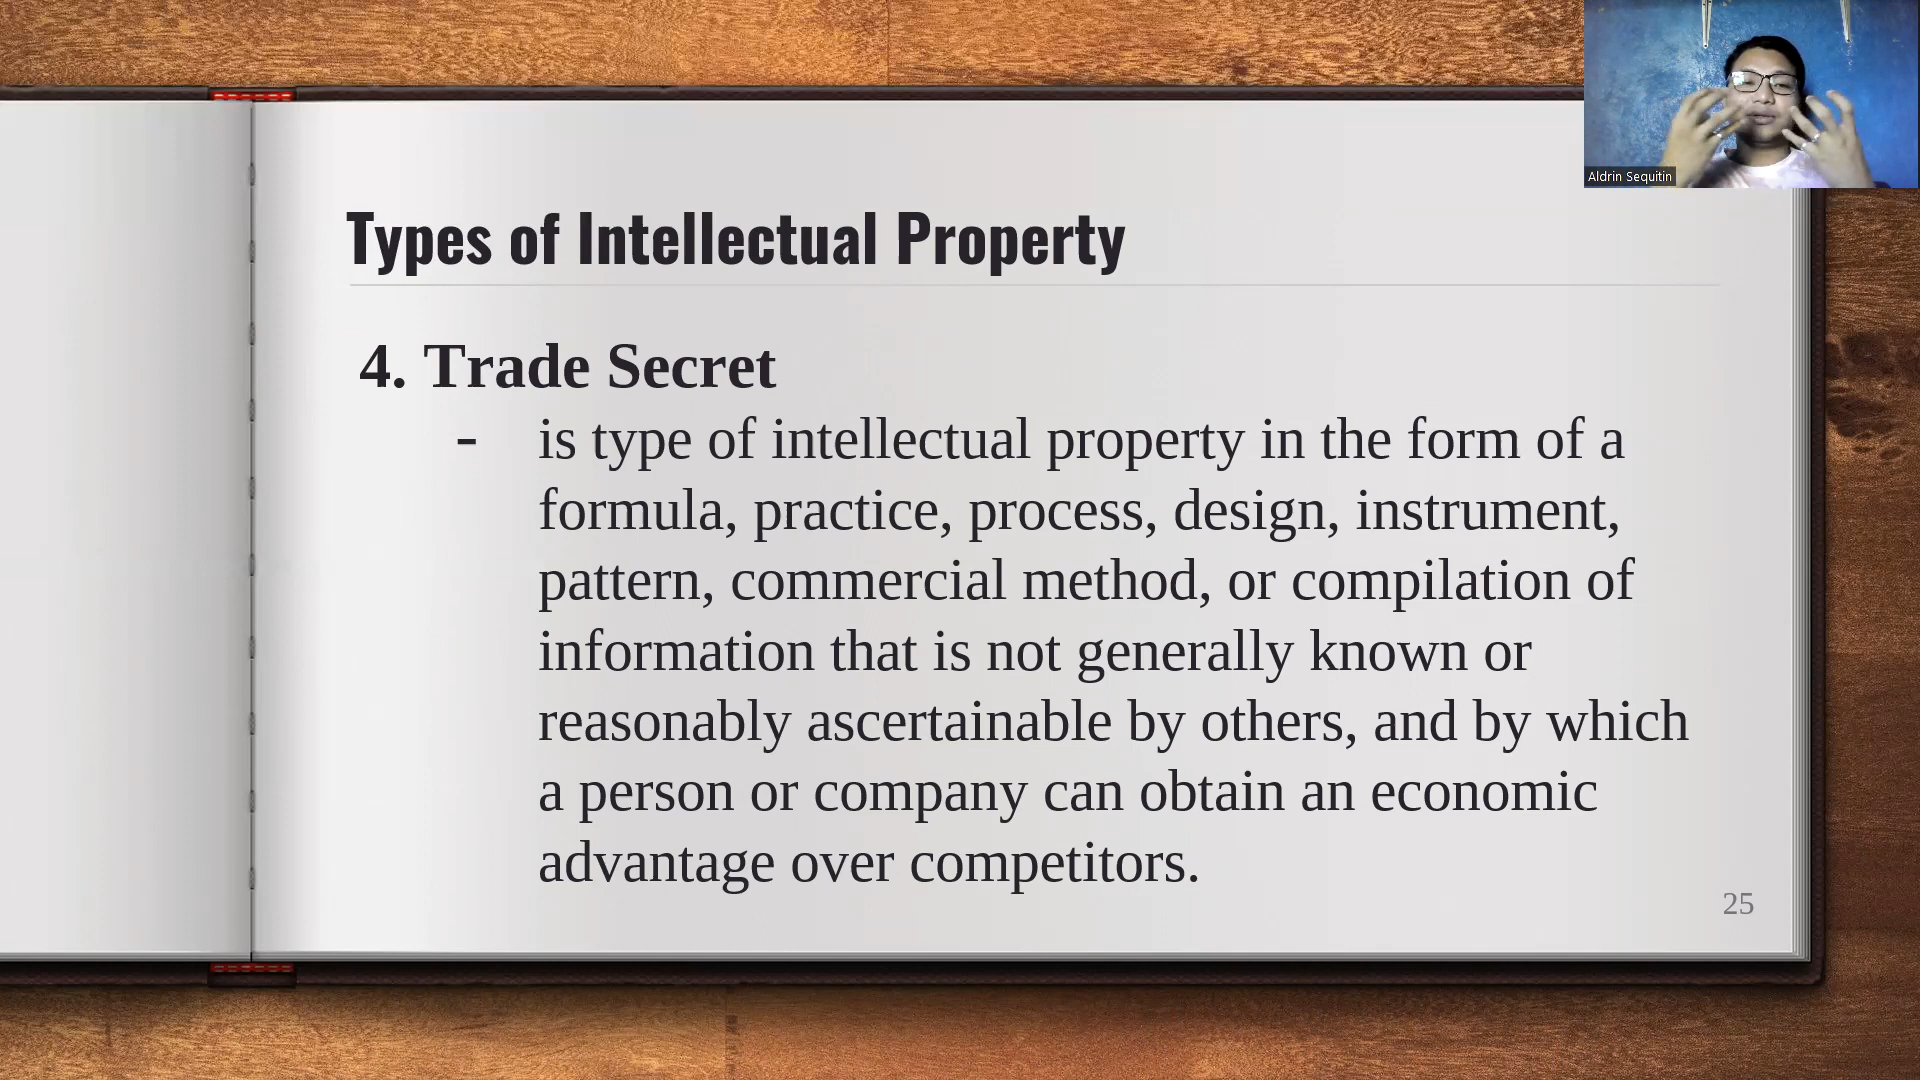 Aldrin Sequitin
Types of Intellectual Property
4. Trade Secret
- is type of intellectual property in the form of a
formula, practice, process, design, instrument,
pattern, commercial method, or compilation of
information that is not generally known or
reasonably ascertainable by others, and by which
a person or company can obtain an economic
advantage over competitors.
25